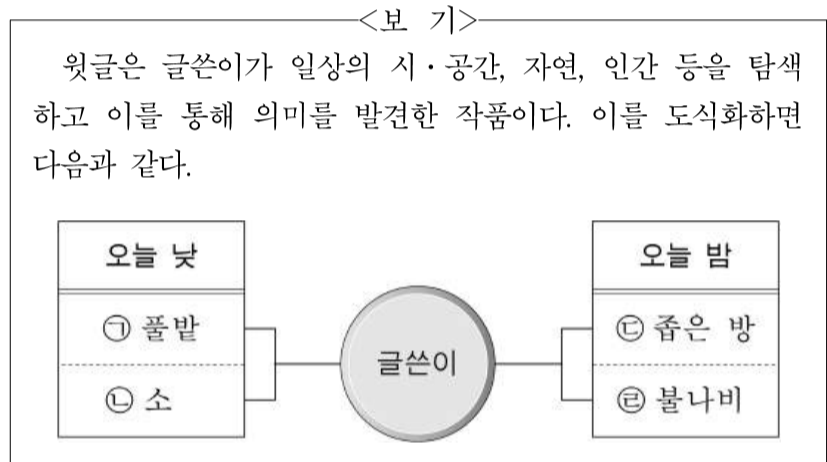 <보 기>
윗글은 글쓴이가 일상의 시·공간, 자연, 인간 등을 탐색
하고 이를 통해 의미를 발견한 작품이다. 이를 도식화하면
다음과 같다.
오늘 낮
㉠ 풀밭
㉡ 소
글쓴이
오늘 밤
㉢ 좁은 방
㉣ 불나비